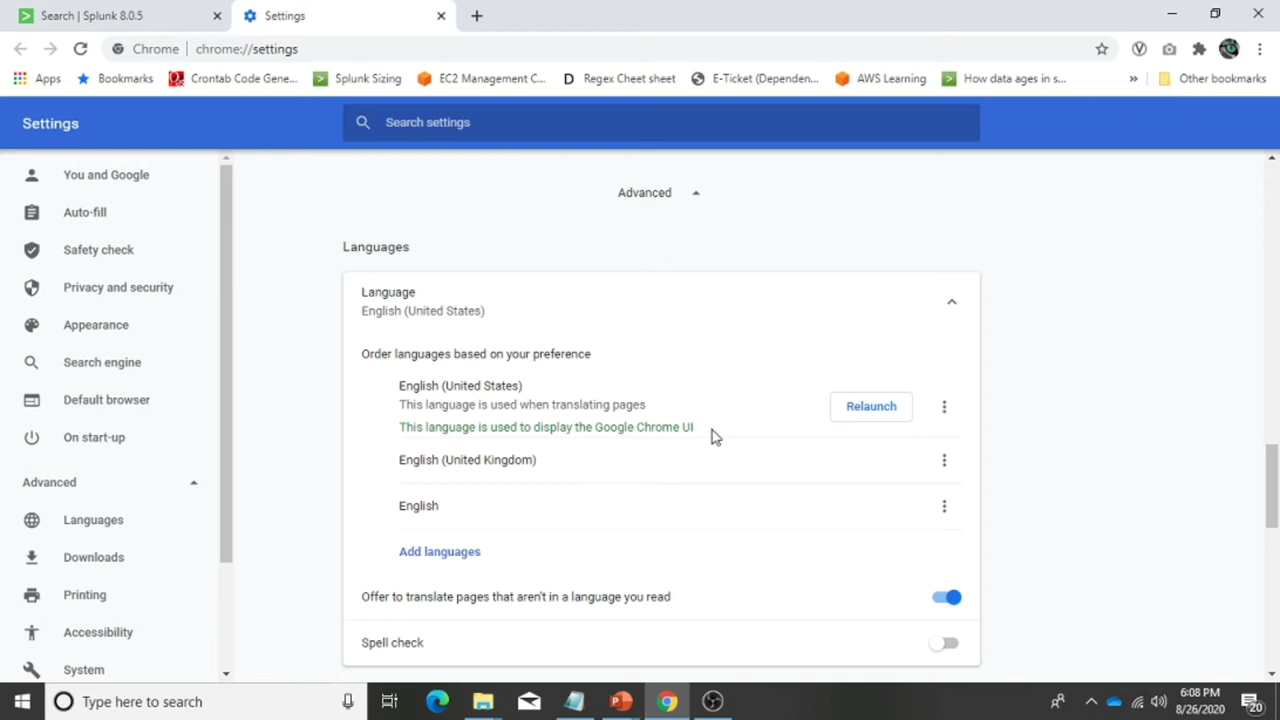 Search | Splunk 8.0.5
Settings
Chrome | chrome://settings
Apps
Bookmarks
Crontab Code Gene...
Splunk Sizing
EC2 Management C...
Regex Cheet sheet
E-Ticket (Dependen...
AWS Learning
How data ages in s...
»
Other bookmarks
Settings
Search settings
You and Google
Auto-fill
Safety check
Privacy and security
Appearance
Search engine
Default browser
On start-up
Advanced
Languages
Downloads
Printing
Accessibility
System
Advanced
Languages
Language
English (United States)
Order languages based on your preference
English (United States)
This language is used when translating pages
This language is used to display the Google Chrome UI
Relaunch
English (United Kingdom)
English
Add languages
Offer to translate pages that aren't in a language you read
Spell check
Type here to search
6:08 PM
8/26/2020
20